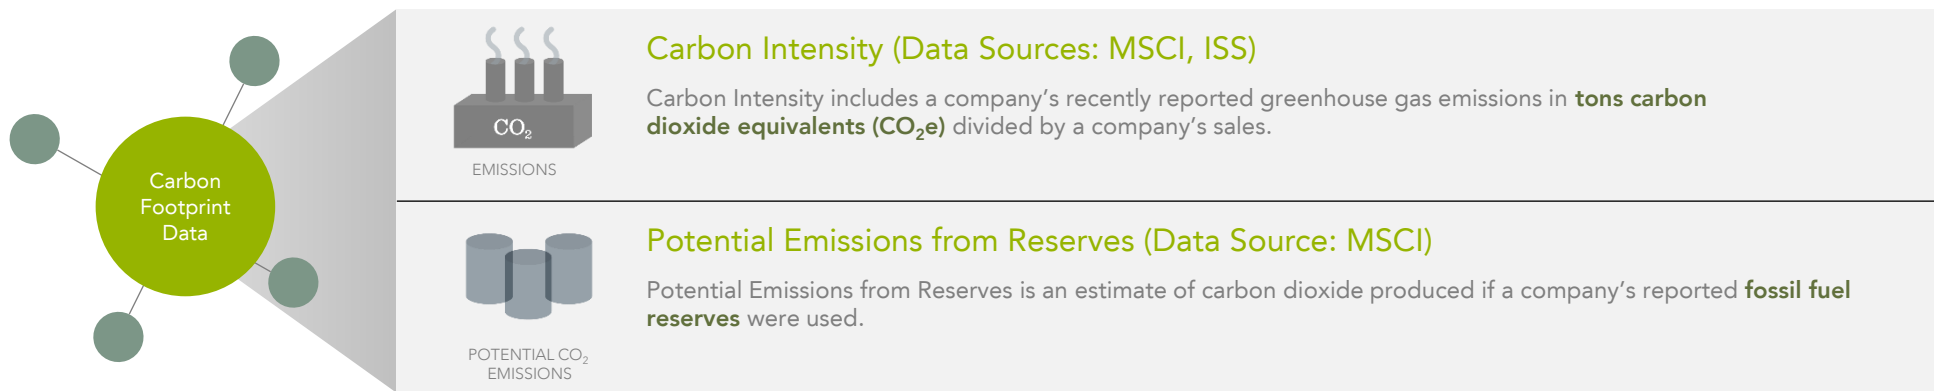 Carbon
Footprint
Data
CO₂
EMISSIONS
Carbon Intensity (Data Sources: MSCI, ISS)
Carbon Intensity includes a company’s recently reported greenhouse gas emissions in tons carbon
dioxide equivalents (CO₂e) divided by a company’s sales.
POTENTIAL CO₂
EMISSIONS
Potential Emissions from Reserves (Data Source: MSCI)
Potential Emissions from Reserves is an estimate of carbon dioxide produced if a company’s reported fossil fuel
reserves were used.